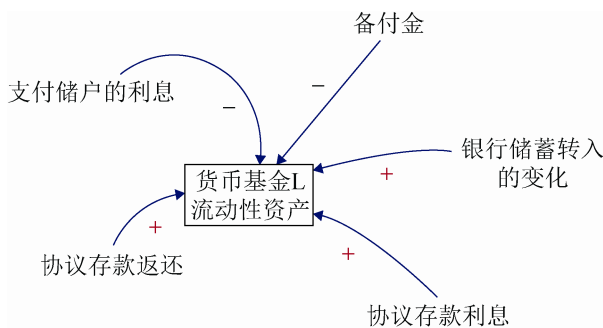 备付金
支付储户的利息
−
−
银行储蓄转入
的变化
+
货币基金L
流动性资产
+
协议存款返还
+
协议存款利息